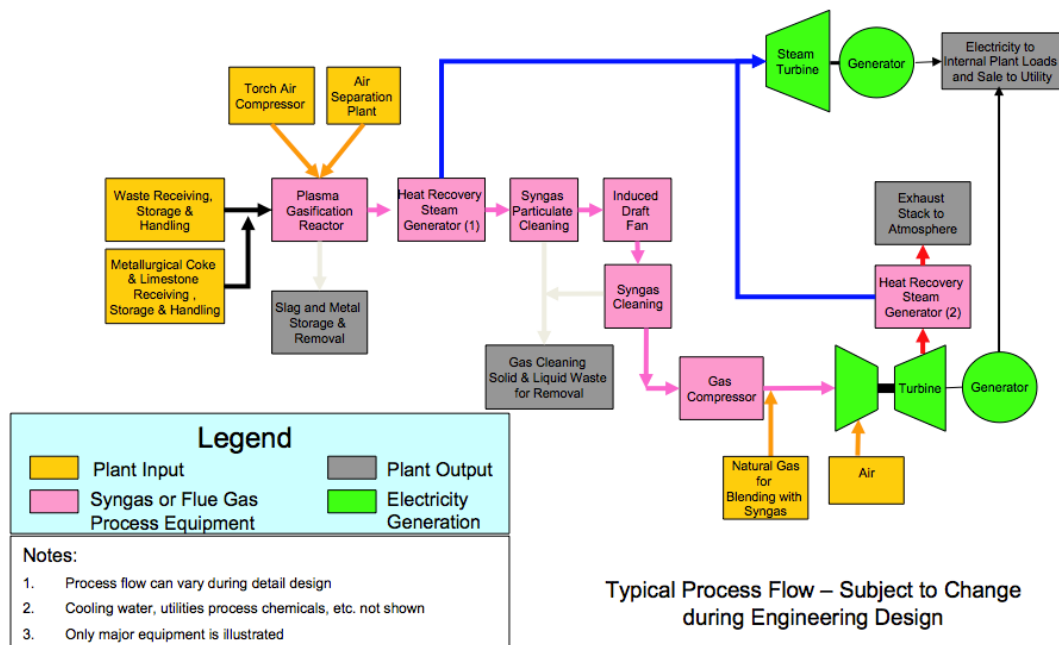 Steam
Turbine
Generator
Electricity to
Internal Plant Loads
and Sale to Utility
Torch Air
Compressor
Air
Separation
Plant
Waste Receiving,
Storage &
Handling
Plasma
Gasification
Reactor
Heat Recovery
Steam
Generator (1)
Syngas
Particulate
Cleaning
Induced
Draft
Fan
Exhaust
Stack to
Atmosphere
Metallurgical Coke
& Limestone
Receiving ,
Storage & Handling
Slag and Metal
Storage &
Removal
Syngas
Cleaning
Heat Recovery
Steam
Generator (2)
Gas Cleaning
Solid & Liquid Waste
for Removal
Gas
Compressor
Turbine
Generator
Natural Gas
for
Blending with
Syngas
Air
Legend
Plant Input
Plant Output
Syngas or Flue Gas
Process Equipment
Electricity
Generation
Notes:
1. Process flow can vary during detail design
2. Cooling water, utilities process chemicals, etc. not shown
3. Only major equipment is illustrated
Typical Process Flow – Subject to Change
during Engineering Design